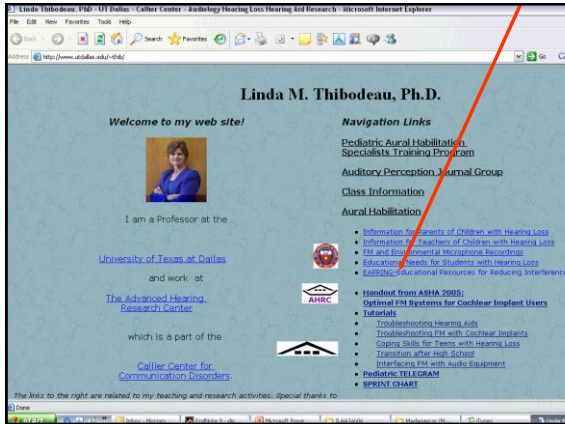 Linda Thibodeau, PhD - UT Dallas - Callier Center - Audiology Hearing Loss Hearing Aid Research - Microsoft Internet Explorer
File Edit View Favorites Tools Help
Back Search Favorites
Address http://www.utdallas.edu/~thib/ Go
Linda M. Thibodeau, Ph.D.
Welcome to my web site!
I am a Professor at the
University of Texas at Dallas
and work at
The Advanced Hearing
Research Center
which is a part of the
Callier Center for
Communication Disorders.
The links to the right are related to my teaching and research activities. Special thanks to
AHRC
Navigation Links
Pediatric Aural Habilitation
Specialists Training Program
Auditory Perception Journal Group
Class Information
Aural Habilitation
Information for Parents of Children with Hearing Loss
Information for Teachers of Children with Hearing Loss
FM and Environmental Microphone Recordings
Educational Needs for Students with Hearing Loss
EARRING-Educational Resources for Reducing Interference
Handout from ASHA 2005:
Optimal FM Systems for Cochlear Implant Users
Tutorials
Troubleshooting Hearing Aids
Troubleshooting FM with Cochlear Implants
Coping Skills for Teens with Hearing Loss
Transition after High School
Interfacing FM with Audio Equipment
Pediatric TELEGRAM
SPRINT CHART
Done